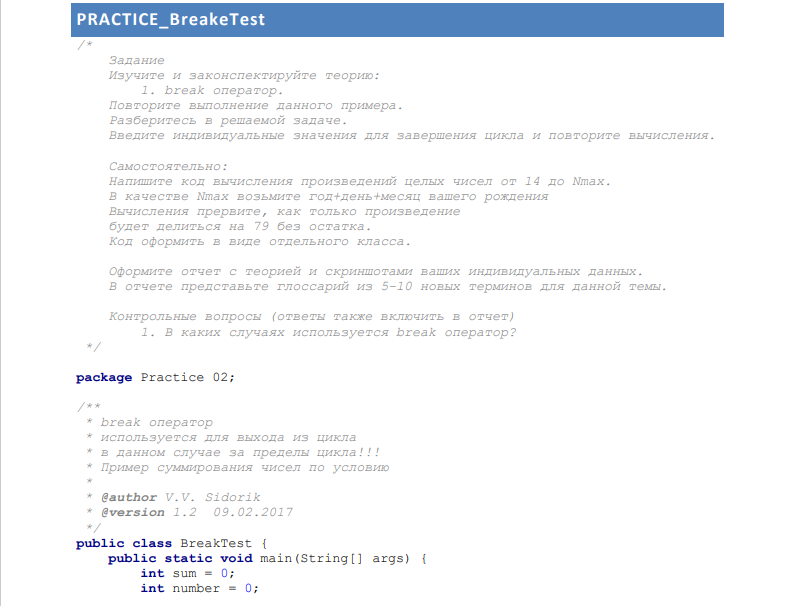 PRACTICE_BreakeTest
/*
Задание
Изучите и законспектируйте теорию:
1. break оператор.
Повторите выполнение данного примера.
Разберитесь в решаемой задаче.
Введите индивидуальные значения для завершения цикла и повторите вычисления.
Самостоятельно:
Напишите код вычисления произведений целых чисел от 14 до Nmax.
В качестве Nmax возьмите год+день+месяц вашего рождения
Вычисления прервите, как только произведение
будет делиться на 79 без остатка.
Код оформить в виде отдельного класса.
Оформите отчет с теорией и скриншотами ваших индивидуальных данных.
В отчете представьте глоссарий из 5-10 новых терминов для данной темы.
Контрольные вопросы (ответы также включить в отчет)
1. В каких случаях используется break оператор?
*/
package Practice 02;
/**
* break оператор
* используется для выхода из цикла
* в данном случае за пределы цикла!!!
* Пример суммирования чисел по условию
*
* @author V.V. Sidorik
* @version 1.2 09.02.2017
*/
public class BreakTest {
public static void main(String[] args) {
int sum = 0;
int number = 0;